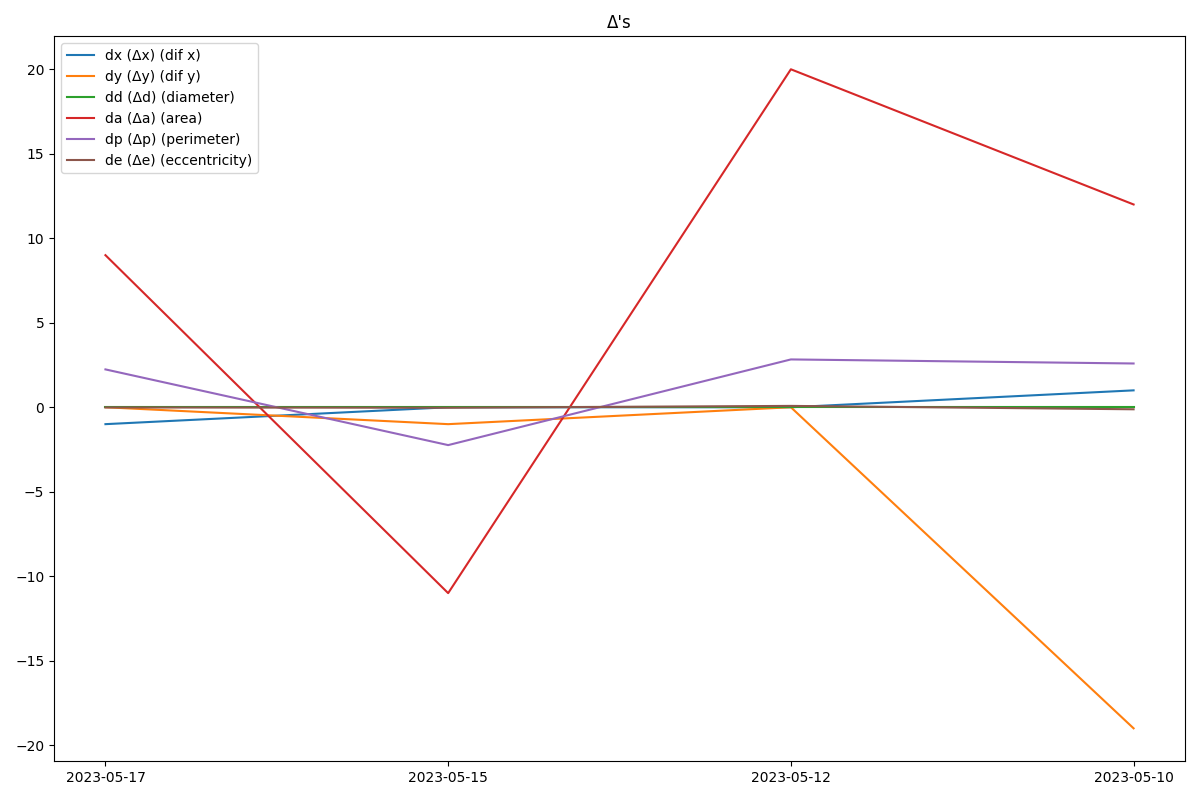 Δ's
dx (Δx) (dif x)
dy (Δy) (dif y)
dd (Δd) (diameter)
da (Δa) (area)
dp (Δp) (perimeter)
de (Δe) (eccentricity)
20
15
10
5
0
−5
−10
−15
−20
2023-05-17 2023-05-15 2023-05-12 2023-05-10